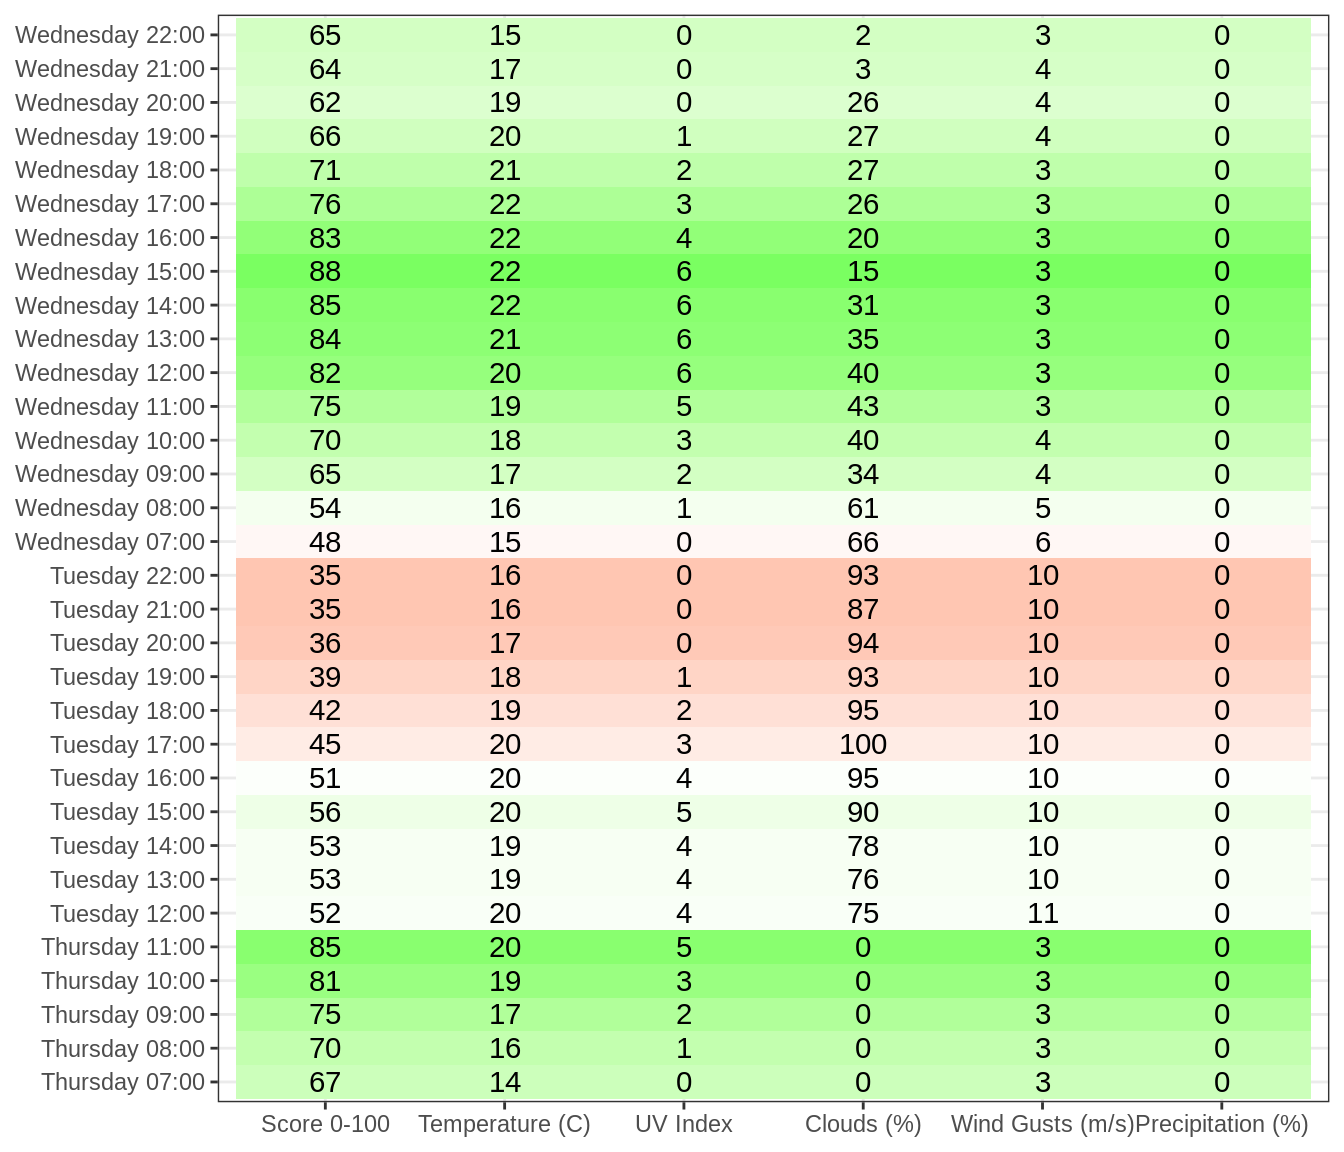 Wednesday 22:00 65 15 0 2 3 0
Wednesday 21:00 64 17 0 3 4 0
Wednesday 20:00 62 19 0 26 4 0
Wednesday 19:00 66 20 1 27 4 0
Wednesday 18:00 71 21 2 27 3 0
Wednesday 17:00 76 22 3 26 3 0
Wednesday 16:00 83 22 4 20 3 0
Wednesday 15:00 88 22 6 15 3 0
Wednesday 14:00 85 22 6 31 3 0
Wednesday 13:00 84 21 6 35 3 0
Wednesday 12:00 82 20 6 40 3 0
Wednesday 11:00 75 19 5 43 3 0
Wednesday 10:00 70 18 3 40 4 0
Wednesday 09:00 65 17 2 34 4 0
Wednesday 08:00 54 16 1 61 5 0
Wednesday 07:00 48 15 0 66 6 0
Tuesday 22:00 35 16 0 93 10 0
Tuesday 21:00 35 16 0 87 10 0
Tuesday 20:00 36 17 0 94 10 0
Tuesday 19:00 39 18 1 93 10 0
Tuesday 18:00 42 19 2 95 10 0
Tuesday 17:00 45 20 3 100 10 0
Tuesday 16:00 51 20 4 95 10 0
Tuesday 15:00 56 20 5 90 10 0
Tuesday 14:00 53 19 4 78 10 0
Tuesday 13:00 53 19 4 76 10 0
Tuesday 12:00 52 20 4 75 11 0
Thursday 11:00 85 20 5 0 3 0
Thursday 10:00 81 19 3 0 3 0
Thursday 09:00 75 17 2 0 3 0
Thursday 08:00 70 16 1 0 3 0
Thursday 07:00 67 14 0 0 3 0
Score 0-100 Temperature (C) UV Index Clouds (%) Wind Gusts (m/s) Precipitation (%)